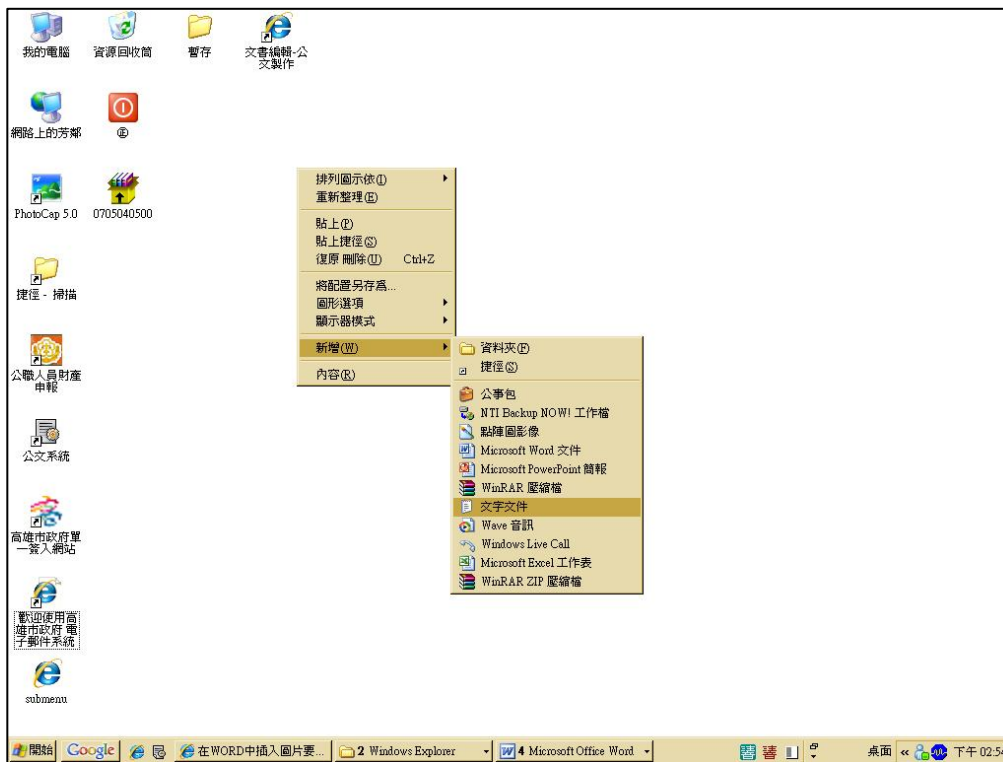 我的電腦
資源回收筒
暫存
文書編輯-公
文製作
網路上的芳鄰
㊣
PhotoCap 5.0
0705040500
捷徑 - 掃描
公職人員財產
申報
公文系統
高雄市政府單
一簽入網站
歡迎使用高
雄市政府 電
子郵件系統
submenu
排列圖示依(I)
重新整理(E)
貼上(P)
貼上捷徑(S)
復原 刪除(U) Ctrl+Z
將配置另存為...
圖形選項
顯示器模式
新增(W)
內容(R)
資料夾(F)
捷徑(S)
公事包
NTI Backup NOW! 工作檔
點陣圖影像
Microsoft Word 文件
Microsoft PowerPoint 簡報
WinRAR 壓縮檔
文字文件
Wave 音訊
Windows Live Call
Microsoft Excel 工作表
WinRAR ZIP 壓縮檔
開始 Google 在WORD中插入圖片要... 2 Windows Explorer 4 Microsoft Office Word 桌面 « 下午 02:54